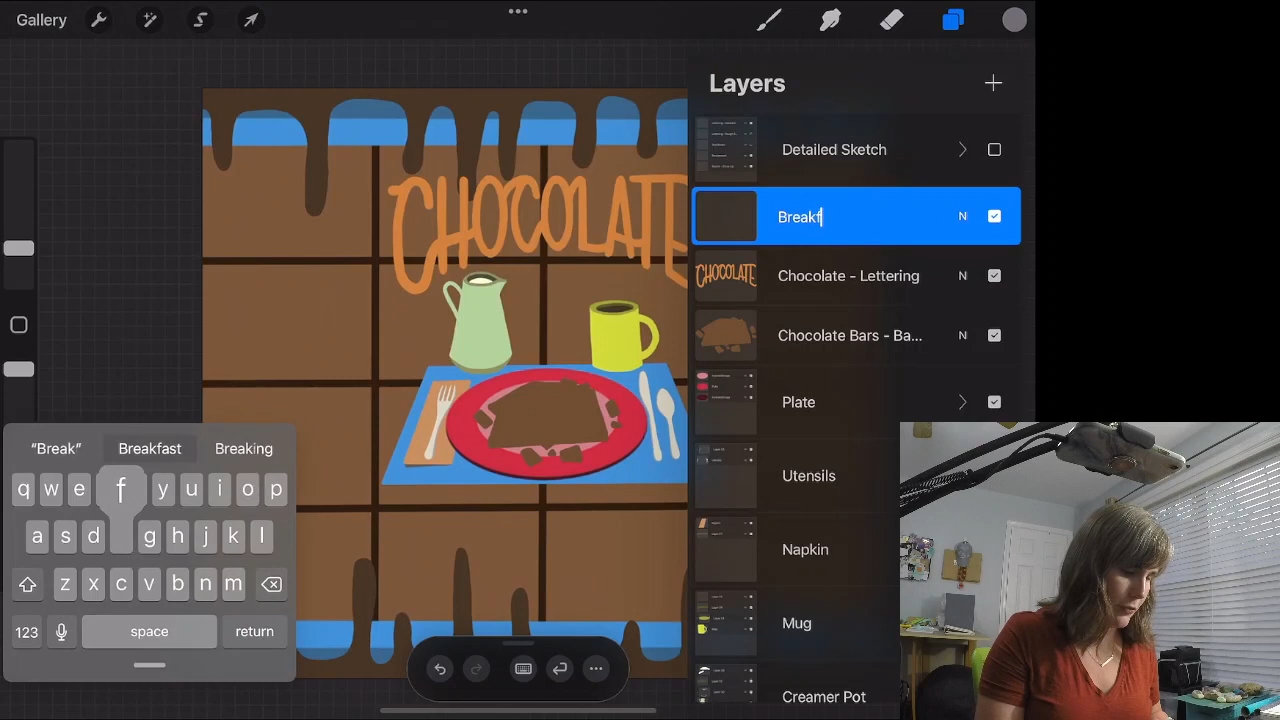 Gallery
Layers
Detailed Sketch
Breakf
N
CHOCOLATE
CHOCOLATE
Chocolate - Lettering
N
Chocolate Bars - Ba...
N
Plate
Utensils
Napkin
Mug
Creamer Pot
“Break” Breakfast Breaking
q w e f y u i o p
a s d g h j k l
z x c v b n m
123 space return